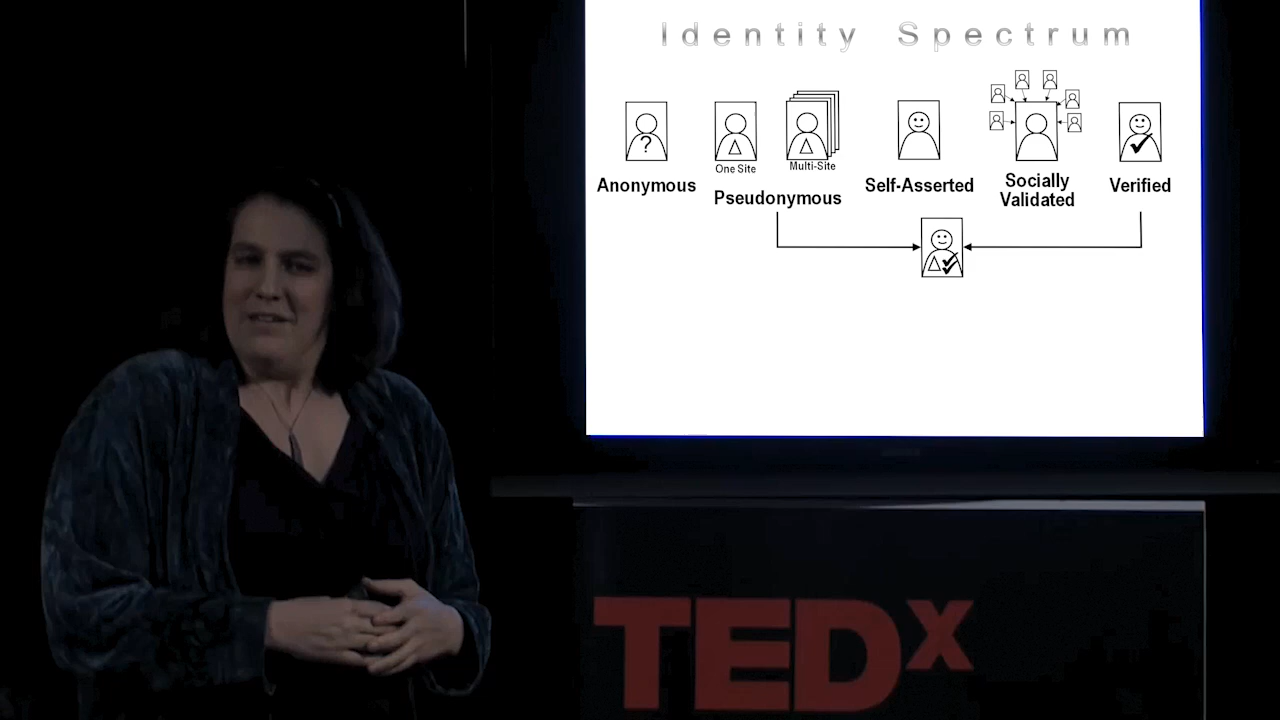 Identity Spectrum
?
One Site
Multi-Site
Anonymous
Pseudonymous
Self-Asserted
Socially
Validated
Verified
TEDx